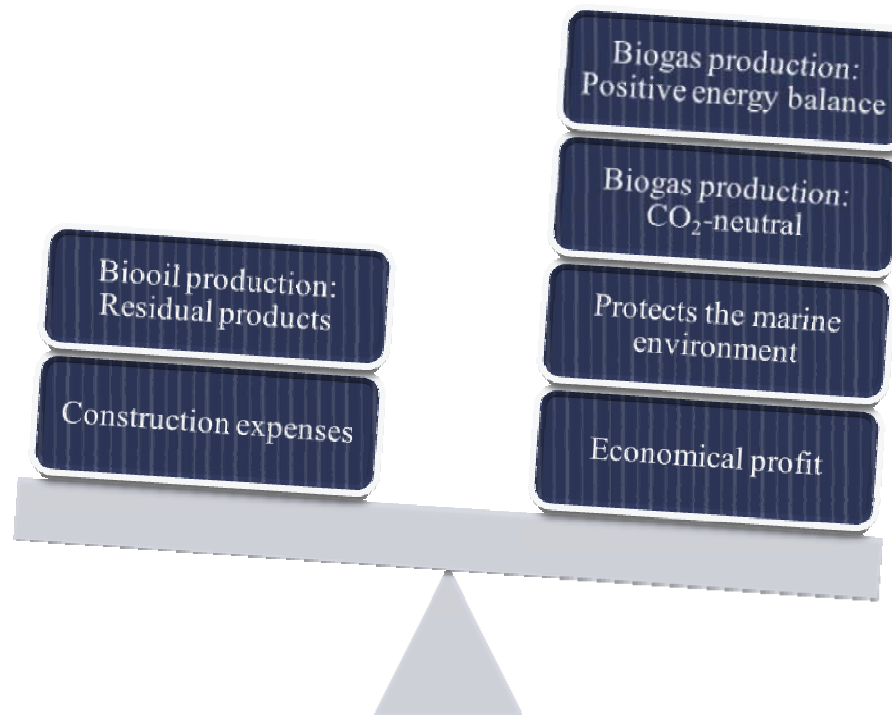 Biooil production:
Residual products
Construction expenses
Biogas production:
Positive energy balance
Biogas production:
CO₂-neutral
Protects the marine
environment
Economical profit